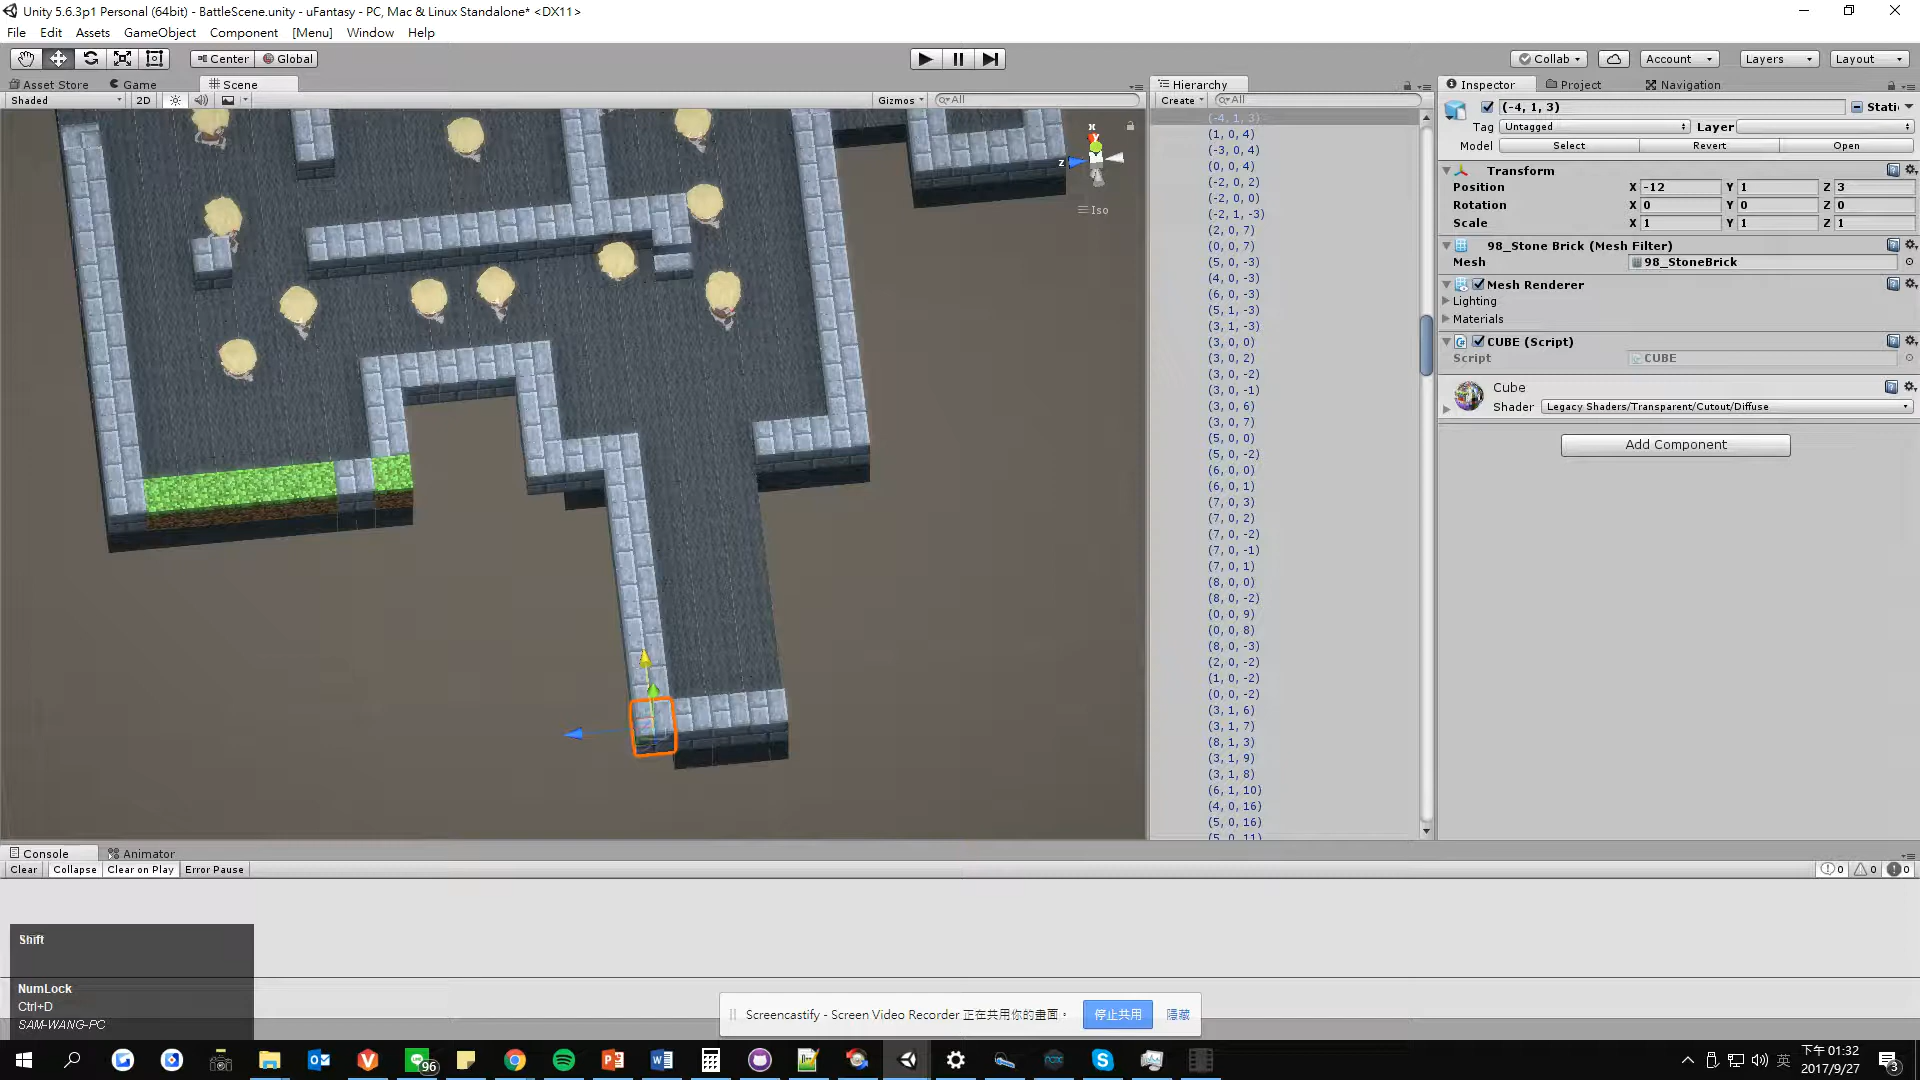 Unity 5.6.3p1 Personal (64bit) - BattleScene.unity - uFantasy - PC, Mac & Linux Standalone* <DX11>
File Edit Assets GameObject Component [Menu] Window Help
Center Global Collab Account Layers Layout
Asset Store Game Scene
Shaded 2D Gizmos All
x
y
z
Iso
Hierarchy
Create All
(-4, 1, 3)
(1, 0, 4)
(-3, 0, 4)
(0, 0, 4)
(-2, 0, 2)
(-2, 0, 0)
(-2, 1, -3)
(2, 0, 7)
(0, 0, 7)
(5, 0, -3)
(4, 0, -3)
(6, 0, -3)
(5, 1, -3)
(3, 1, -3)
(3, 0, 0)
(3, 0, 2)
(3, 0, -2)
(3, 0, -1)
(3, 0, 6)
(3, 0, 7)
(5, 0, 0)
(5, 0, -2)
(6, 0, 0)
(6, 0, 1)
(7, 0, 3)
(7, 0, 2)
(7, 0, -2)
(7, 0, -1)
(7, 0, 1)
(8, 0, 0)
(8, 0, -2)
(0, 0, 9)
(0, 0, 8)
(8, 0, -3)
(2, 0, -2)
(1, 0, -2)
(0, 0, -2)
(3, 1, 6)
(3, 1, 7)
(8, 1, 3)
(3, 1, 9)
(3, 1, 8)
(6, 1, 10)
(4, 0, 16)
(5, 0, 16)
(5, 0, 11)
Inspector Project Navigation
(-4, 1, 3) Stati
Tag Untagged Layer
Model Select Revert Open
Transform
Position X -12 Y 1 Z 3
Rotation X 0 Y 0 Z 0
Scale X 1 Y 1 Z 1
98_Stone Brick (Mesh Filter)
Mesh 98_StoneBrick
Mesh Renderer
Lighting
Materials
CUBE (Script)
Script CUBE
Cube
Shader Legacy Shaders/Transparent/Cutout/Diffuse
Add Component
Console Animator
Clear Collapse Clear on Play Error Pause 0 0 0
Shift
NumLock
Ctrl+D
SAM-WANG-PC
Screencastify - Screen Video Recorder 正在共用你的畫面。 停止共用 隱藏
96
英
下午 01:32
2017/9/27
3